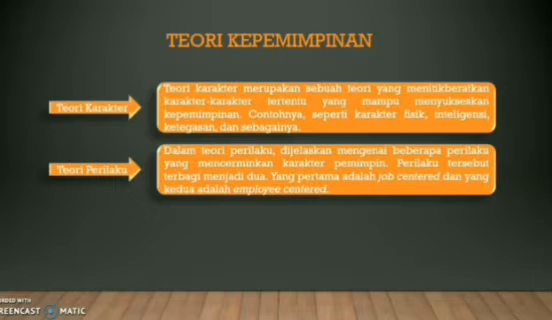 TEORI KEPEMIMPINAN
Teori Karakter
Teori karakter merupakan sebuah teori yang menitikberatkan
karakter-karakter tertentu yang mampu menyukseskan
kepemimpinan. Contohnya, seperti karakter fisik, inteligensi,
ketegasan, dan sebagainya.
Teori Perilaku
Dalam teori perilaku, dijelaskan mengenai beberapa perilaku
yang mencerminkan karakter pemimpin. Perilaku tersebut
terbagi menjadi dua. Yang pertama adalah job centered dan yang
kedua adalah employee centered.
RDED WITH
REENCAST MATIC